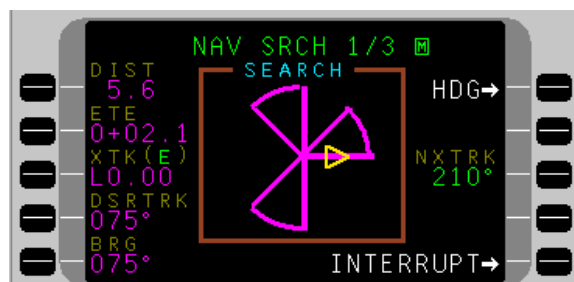 NAV SRCH 1/3 M
DIST
5.6
ETE
0+02.1
XTK(E)
L0.00
DSRTRK
075°
BRG
075°
SEARCH
HDG→
NXTRK
210°
INTERRUPT→